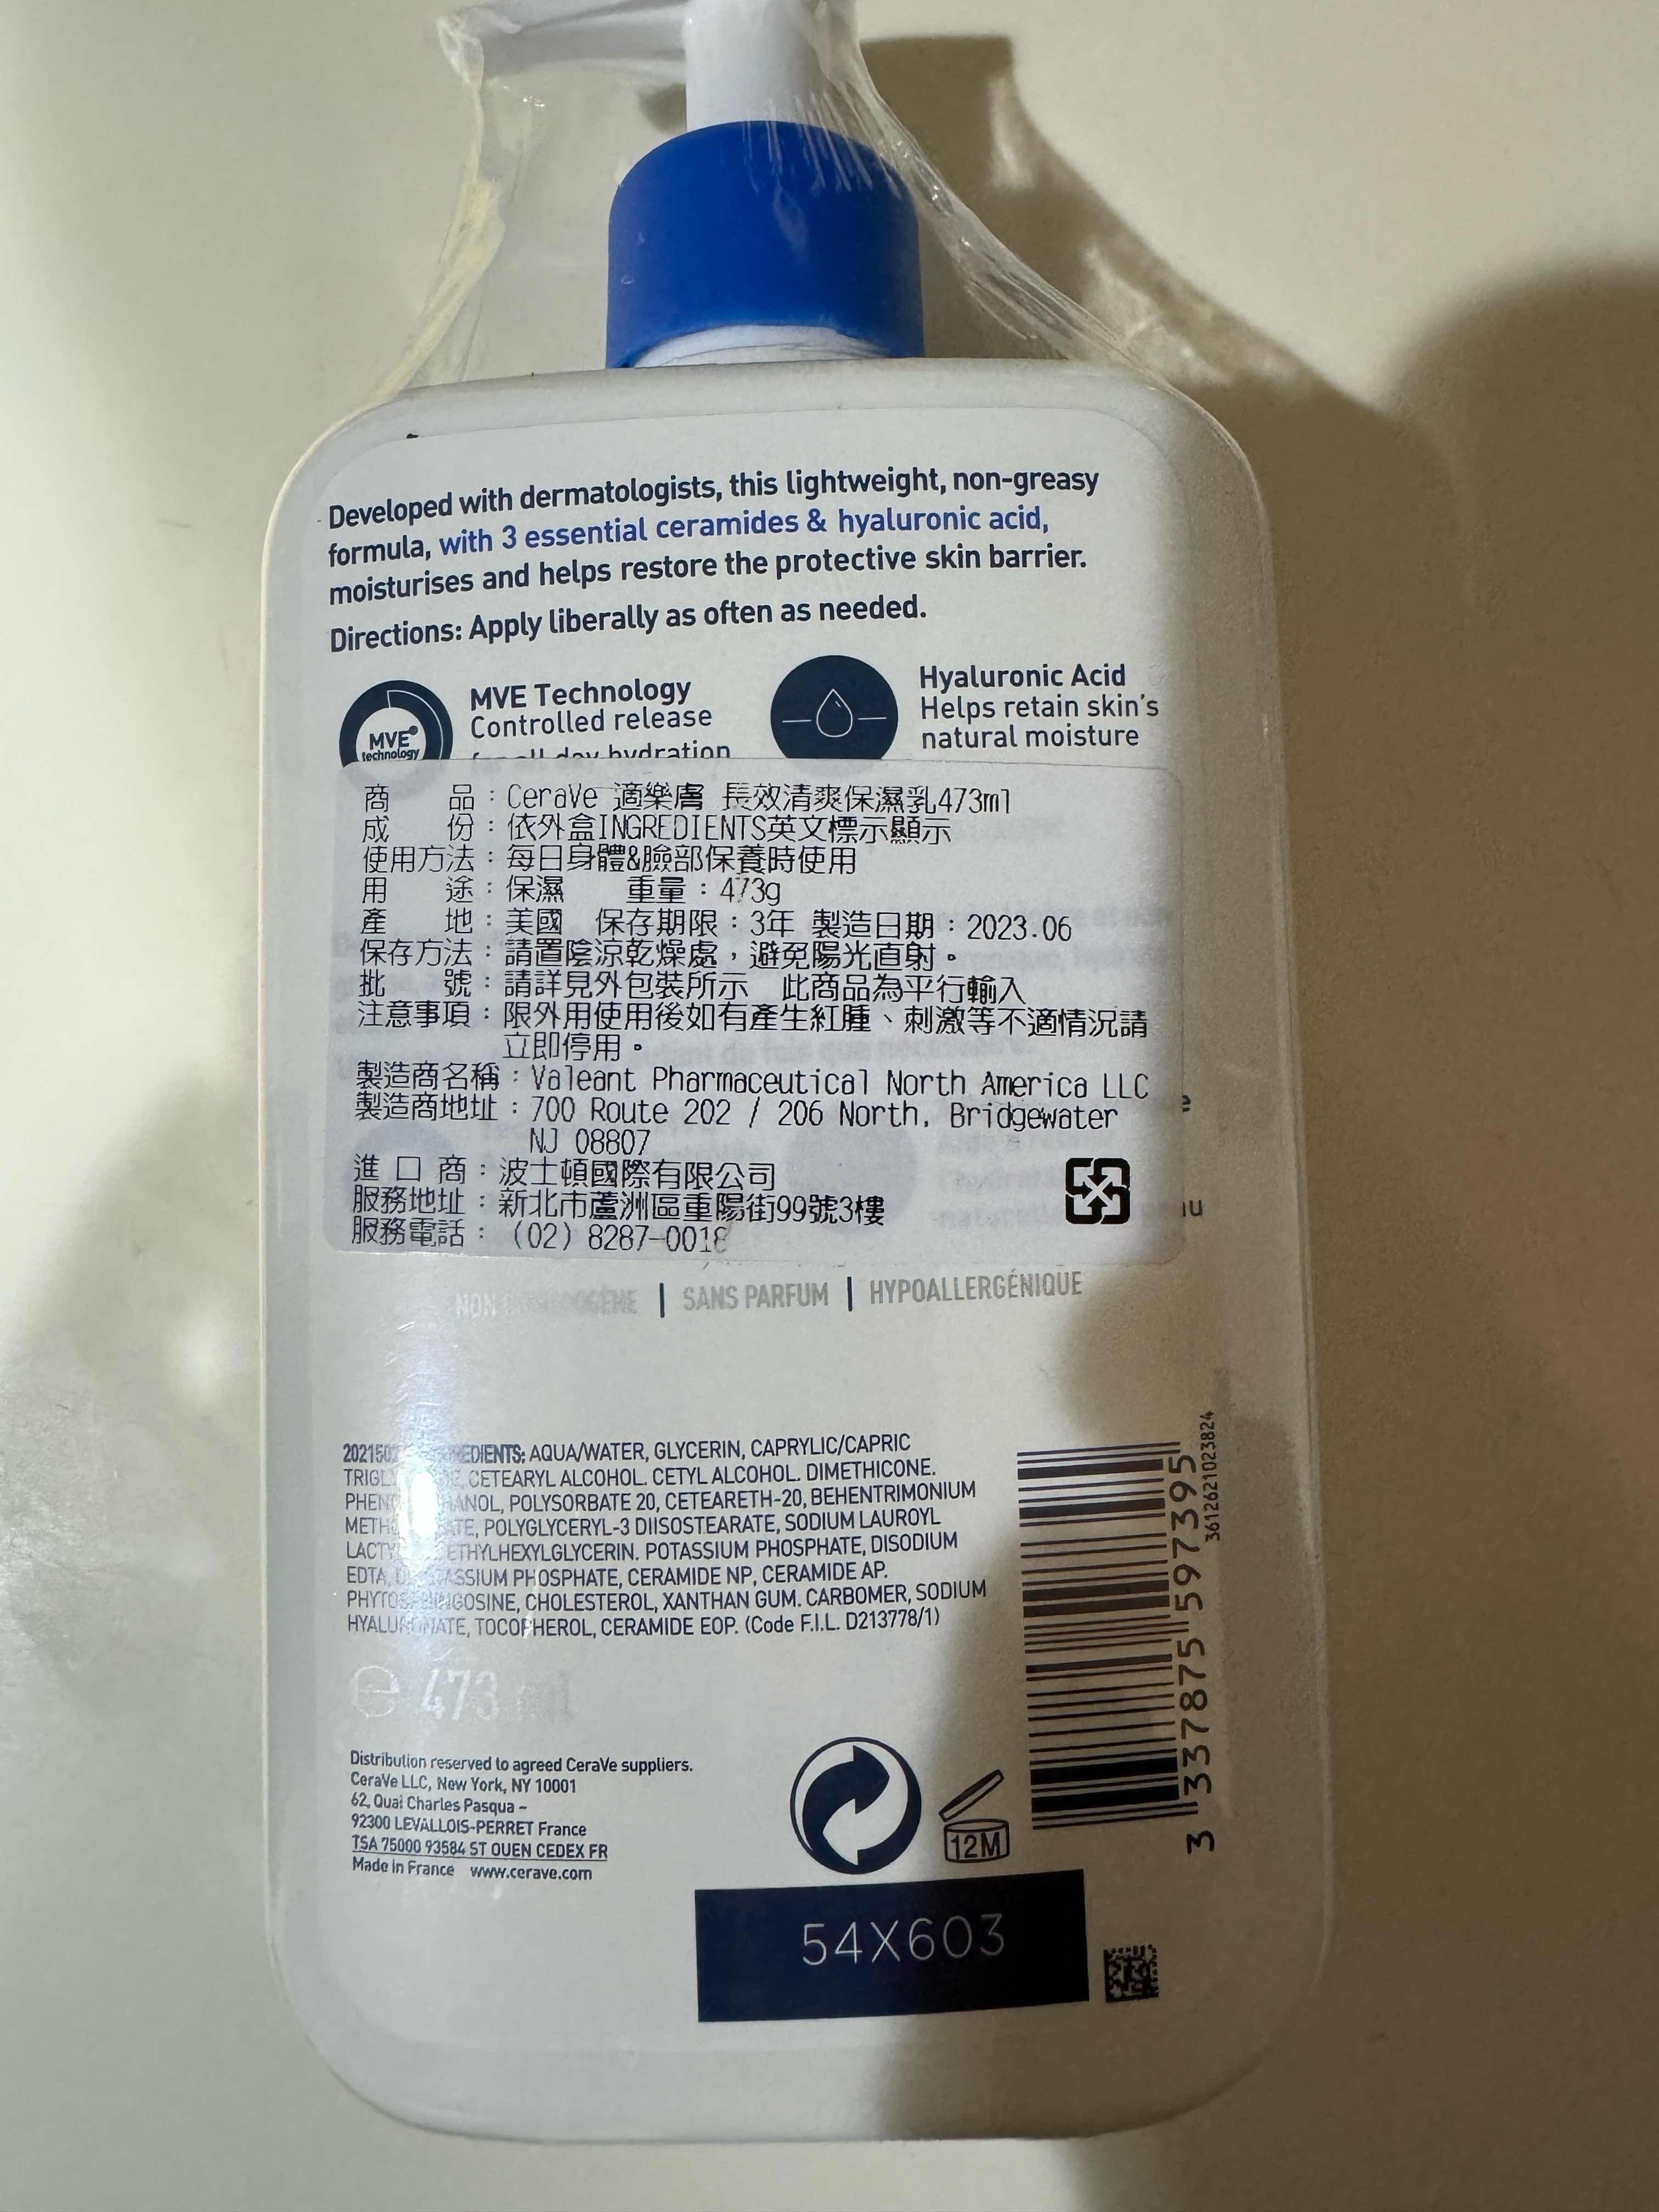 Developed with dermatologists, this lightweight, non-greasy
formula, with 3 essential ceramides & hyaluronic acid,
moisturises and helps restore the protective skin barrier.
Directions: Apply liberally as often as needed.
MVE
technology
MVE Technology
Controlled release
for all day hydration
Hyaluronic Acid
Helps retain skin's
natural moisture
商品：CeraVe 適樂膚 長效清爽保濕乳473ml
成份：依外盒INGREDIENTS英文標示顯示
使用方法：每日身體&臉部保養時使用
用途：保濕 重量：473g
產地：美國 保存期限：3年 製造日期：2023.06
保存方法：請置陰涼乾燥處，避免陽光直射。
批號：請詳見外包裝所示 此商品為平行輸入
注意事項：限外用使用後如有產生紅腫、刺激等不適情況請
立即停用。
製造商名稱：Valeant Pharmaceutical North America LLC
製造商地址：700 Route 202 / 206 North, Bridgewater
NJ 08807
進口商：波士頓國際有限公司
服務地址：新北市蘆洲區重陽街99號3樓
服務電話：(02) 8287-0018
NON | SANS PARFUM | HYPOALLERGÉNIQUE
AQUA/WATER, GLYCERIN, CAPRYLIC/CAPRIC
CETEARYL ALCOHOL. CETYL ALCOHOL. DIMETHICONE.
POLYSORBATE 20, CETEARETH-20, BEHENTRIMONIUM
POLYGLYCERYL-3 DIISOSTEARATE, SODIUM LAUROYL
ETHYLHEXYLGLYCERIN. POTASSIUM PHOSPHATE, DISODIUM
EDTA, PHOSPHATE, CERAMIDE NP, CERAMIDE AP.
PHYTOSPHINGOSINE, CHOLESTEROL, XANTHAN GUM. CARBOMER, SODIUM
HYALURONATE, TOCOPHEROL, CERAMIDE EOP. (Code F.I.L. D213778/1)
℮ 473 ml
Distribution reserved to agreed CeraVe suppliers.
CeraVe LLC, New York, NY 10001
62, Quai Charles Pasqua –
92300 LEVALLOIS-PERRET France
TSA 75000 93584 ST OUEN CEDEX FR
Made in France www.cerave.com
12M
54X603
3 337875 597395
3612621023824